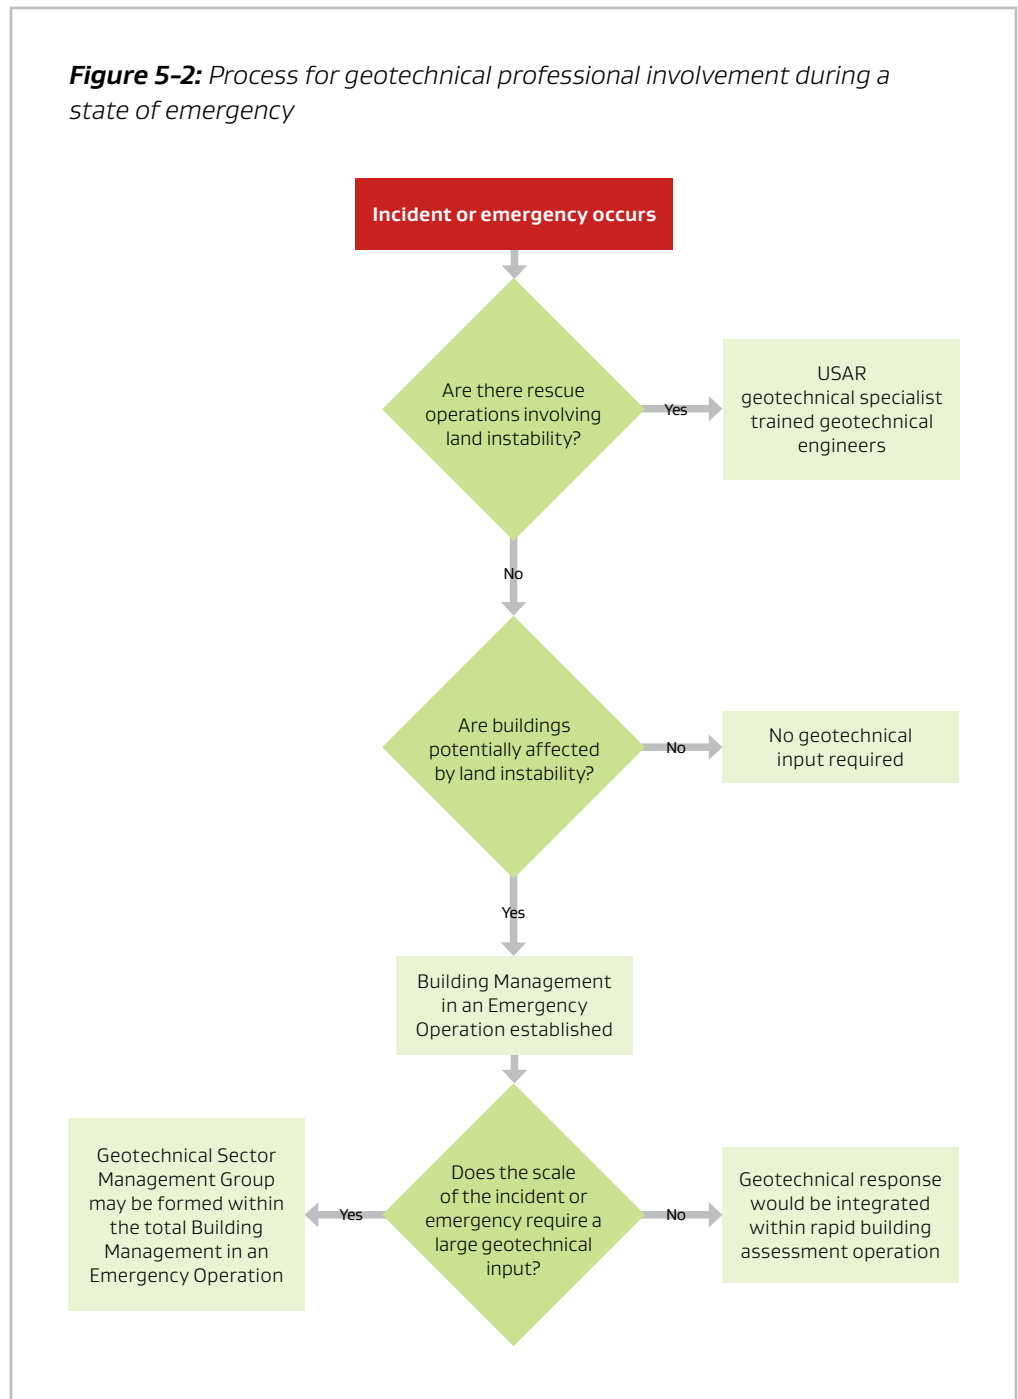 Figure 5-2: Process for geotechnical professional involvement during a
state of emergency
Incident or emergency occurs
Are there rescue
operations involving
land instability?
Yes
USAR
geotechnical specialist
trained geotechnical
engineers
No
Are buildings
potentially affected
by land instability?
No
No geotechnical
input required
Yes
Building Management
in an Emergency
Operation established
Geotechnical Sector
Management Group
may be formed within
the total Building
Management in an
Emergency Operation
Yes
Does the scale
of the incident or
emergency require a
large geotechnical
input?
No
Geotechnical response
would be integrated
within rapid building
assessment operation